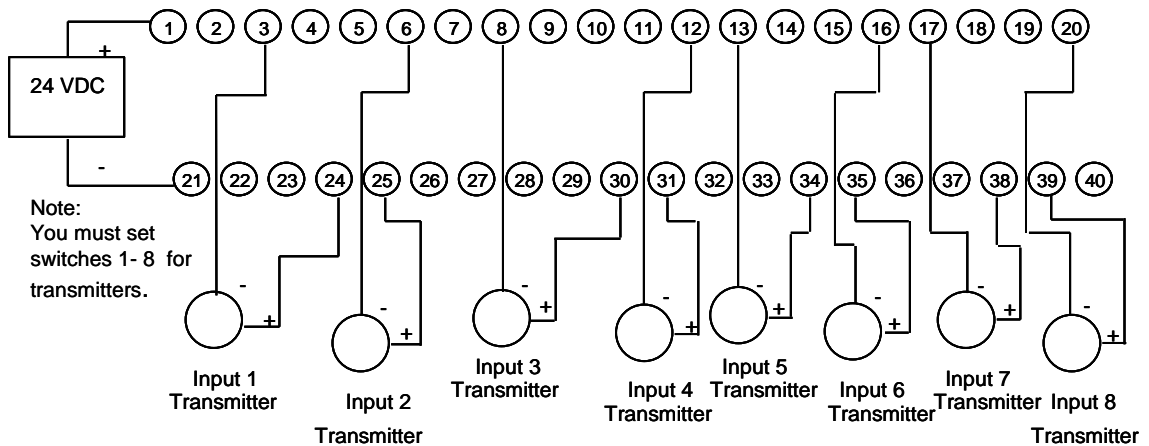 1 2 3 4 5 6 7 8 9 10 11 12 13 14 15 16 17 18 19 20
+
24 VDC
-
21 22 23 24 25 26 27 28 29 30 31 32 33 34 35 36 37 38 39 40
Note:
You must set
switches 1- 8 for
transmitters.
- + - + - + - + - + - + - + - +
Input 1
Transmitter
Input 2
Transmitter
Input 3
Transmitter
Input 4
Transmitter
Input 5
Transmitter
Input 6
Transmitter
Input 7
Transmitter
Input 8
Transmitter